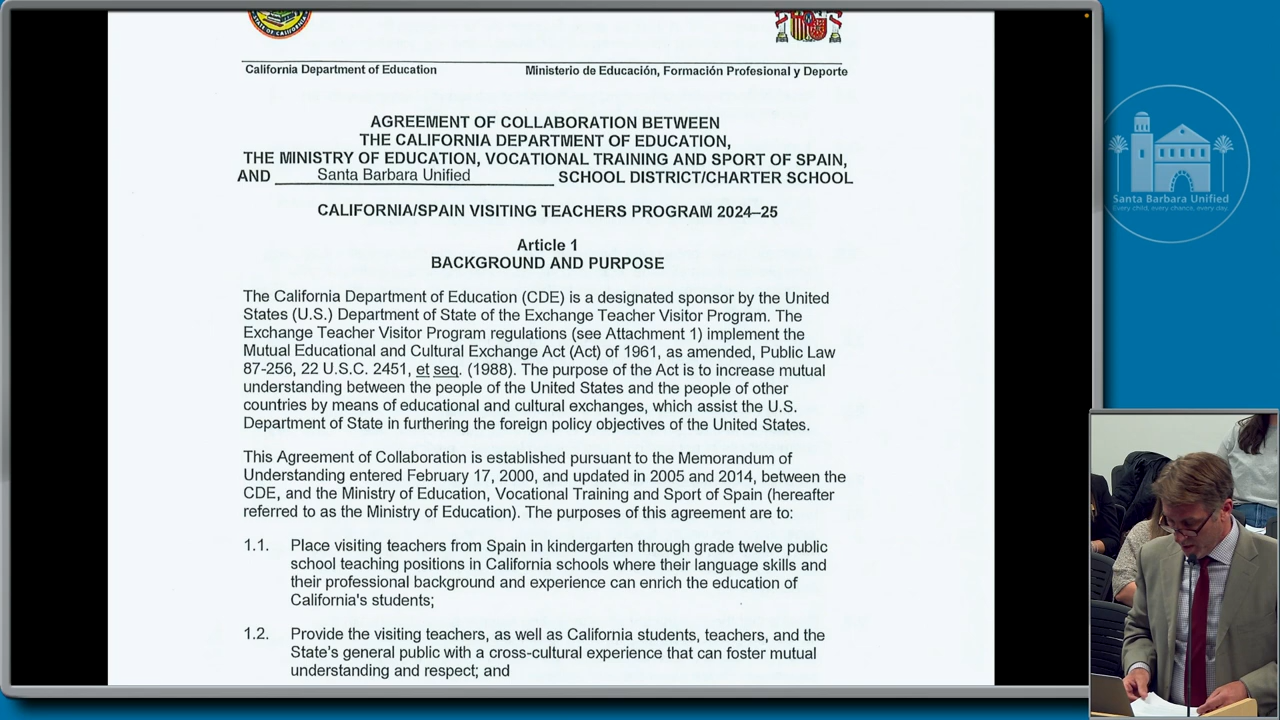 STATE OF CALIFORNIA
California Department of Education
Ministerio de Educación, Formación Profesional y Deporte
AGREEMENT OF COLLABORATION BETWEEN
THE CALIFORNIA DEPARTMENT OF EDUCATION,
THE MINISTRY OF EDUCATION, VOCATIONAL TRAINING AND SPORT OF SPAIN,
AND Santa Barbara Unified SCHOOL DISTRICT/CHARTER SCHOOL
CALIFORNIA/SPAIN VISITING TEACHERS PROGRAM 2024–25
Article 1
BACKGROUND AND PURPOSE
The California Department of Education (CDE) is a designated sponsor by the United
States (U.S.) Department of State of the Exchange Teacher Visitor Program. The
Exchange Teacher Visitor Program regulations (see Attachment 1) implement the
Mutual Educational and Cultural Exchange Act (Act) of 1961, as amended, Public Law
87-256, 22 U.S.C. 2451, et seq. (1988). The purpose of the Act is to increase mutual
understanding between the people of the United States and the people of other
countries by means of educational and cultural exchanges, which assist the U.S.
Department of State in furthering the foreign policy objectives of the United States.
This Agreement of Collaboration is established pursuant to the Memorandum of
Understanding entered February 17, 2000, and updated in 2005 and 2014, between the
CDE, and the Ministry of Education, Vocational Training and Sport of Spain (hereafter
referred to as the Ministry of Education). The purposes of this agreement are to:
1.1. Place visiting teachers from Spain in kindergarten through grade twelve public
school teaching positions in California schools where their language skills and
their professional background and experience can enrich the education of
California's students;
1.2. Provide the visiting teachers, as well as California students, teachers, and the
State's general public with a cross-cultural experience that can foster mutual
understanding and respect; and
Santa Barbara Unified
Every child, every chance, every day.